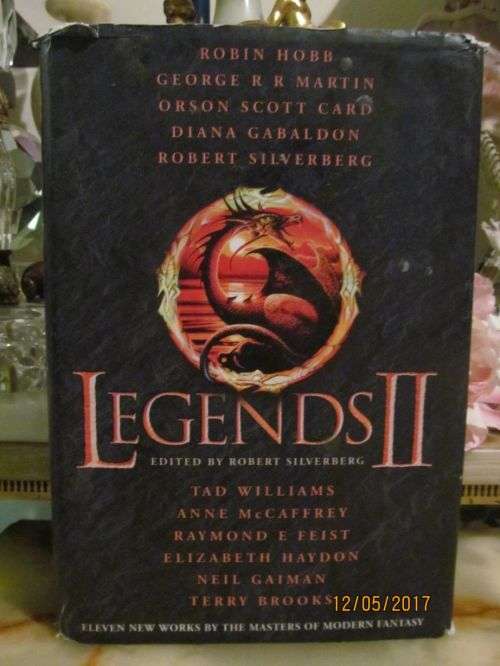 ROBIN HOBB
GEORGE R R MARTIN
ORSON SCOTT CARD
DIANA GABALDON
ROBERT SILVERBERG
LEGENDS II
EDITED BY ROBERT SILVERBERG
TAD WILLIAMS
ANNE McCAFFREY
RAYMOND E FEIST
ELIZABETH HAYDON
NEIL GAIMAN
TERRY BROOKS
12/05/2017
ELEVEN NEW WORKS BY THE MASTERS OF MODERN FANTASY